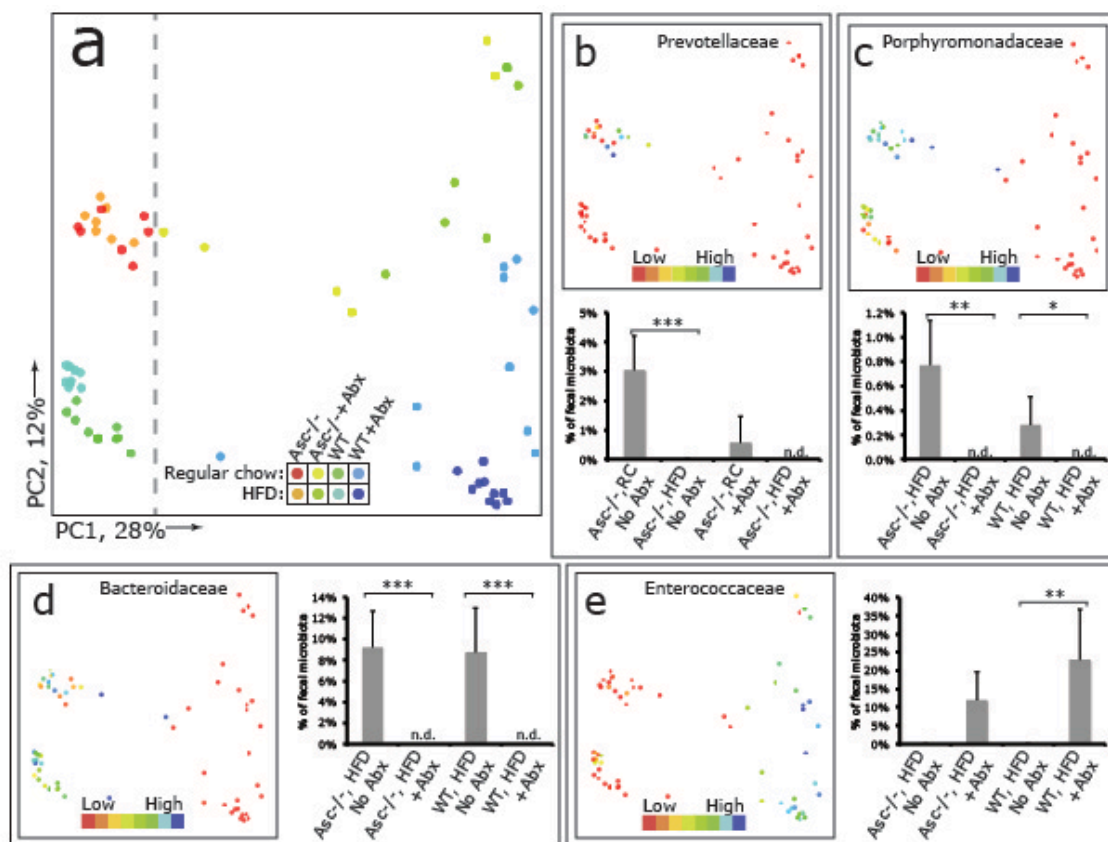 a
PC2, 12%
PC1, 28%
Asc-/-
Asc-/-+Abx
WT
WT+Abx
Regular chow:
HFD:
b
Prevotellaceae
Low High
% of fecal microbiota
5%
4%
3%
2%
1%
0%
***
n.d.
Asc-/-,RC
No Abx
Asc-/-,HFD
No Abx
Asc-/-,RC
+Abx
Asc-/-,HFD
+Abx
c
Porphyromonadaceae
Low High
% of fecal microbiota
1.2%
1.0%
0.8%
0.6%
0.4%
0.2%
0.0%
**
*
n.d.
n.d.
Asc-/-,HFD
No Abx
Asc-/-,HFD
+Abx
WT, HFD
No Abx
WT, HFD
+Abx
d
Bacteroidaceae
Low High
% of fecal microbiota
14%
12%
10%
8%
6%
4%
2%
0%
***
***
n.d.
n.d.
Asc-/-, HFD
No Abx
Asc-/-, HFD
+Abx
WT, HFD
No Abx
WT, HFD
+Abx
e
Enterococcaceae
Low High
% of fecal microbiota
40%
35%
30%
25%
20%
15%
10%
5%
0%
**
Asc-/-, HFD
No Abx
Asc-/-, HFD
+Abx
WT, HFD
No Abx
WT, HFD
+Abx